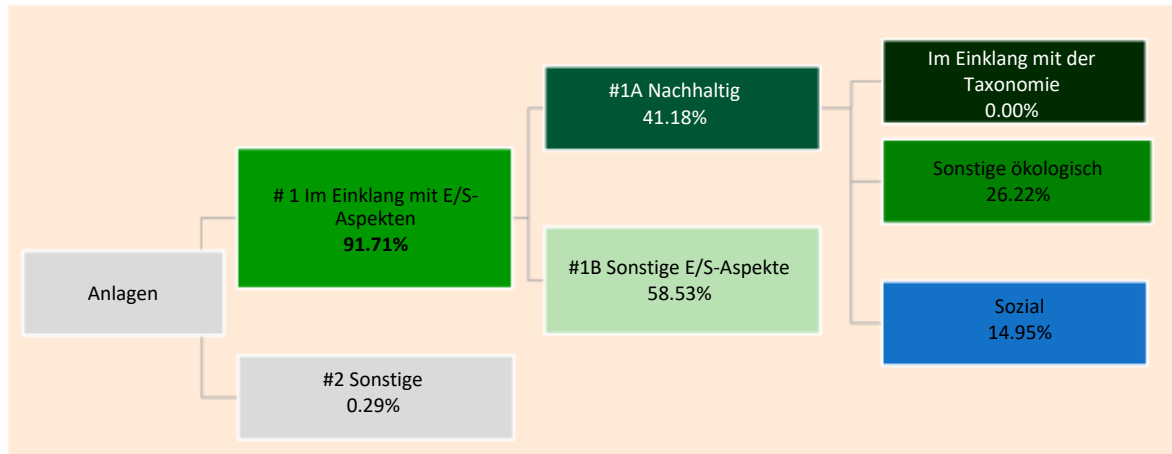 Anlagen
# 1 Im Einklang mit E/S-
Aspekten
91.71%
#2 Sonstige
0.29%
#1A Nachhaltig
41.18%
#1B Sonstige E/S-Aspekte
58.53%
Im Einklang mit der
Taxonomie
0.00%
Sonstige ökologisch
26.22%
Sozial
14.95%